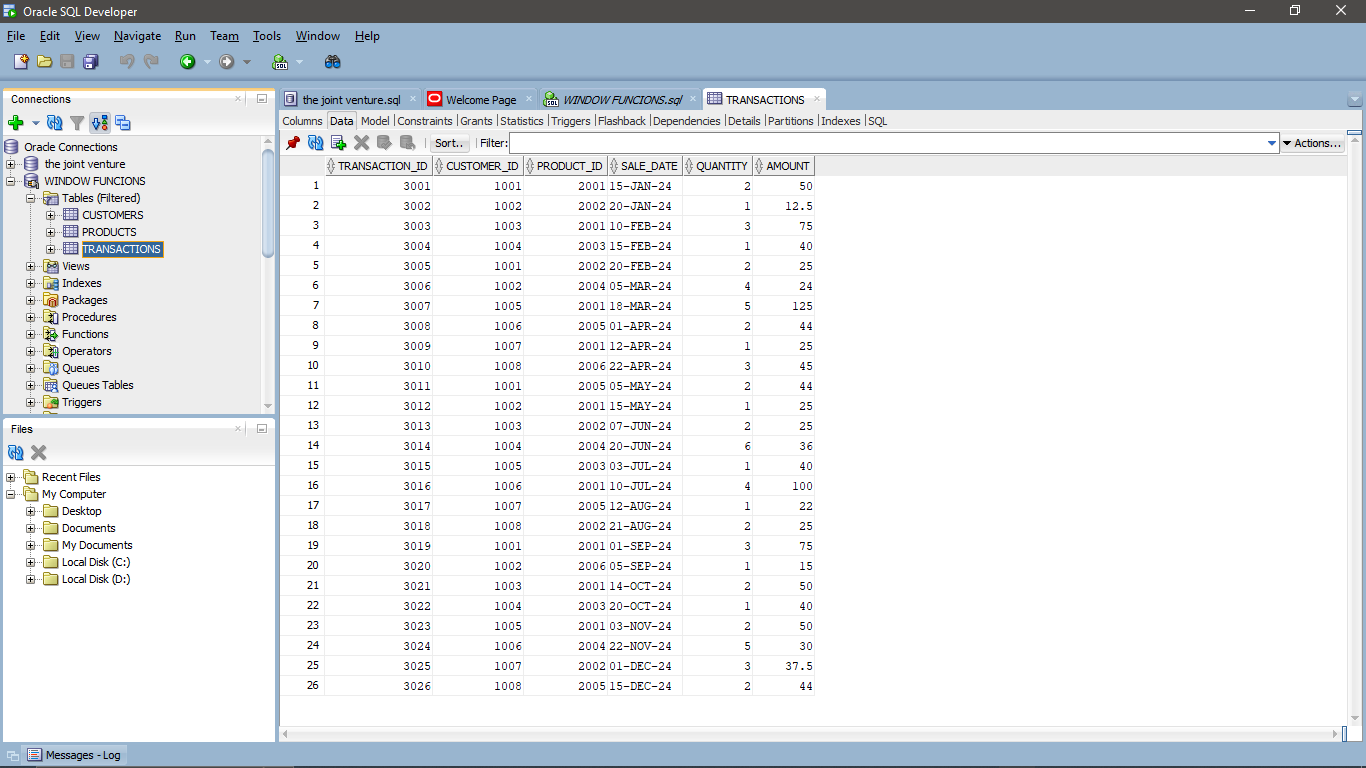 Oracle SQL Developer
File Edit View Navigate Run Team Tools Window Help
Connections
Oracle Connections
the joint venture
WINDOW FUNCIONS
Tables (Filtered)
CUSTOMERS
PRODUCTS
TRANSACTIONS
Views
Indexes
Packages
Procedures
Functions
Operators
Queues
Queues Tables
Triggers
Files
Recent Files
My Computer
Desktop
Documents
My Documents
Local Disk (C:)
Local Disk (D:)
the joint venture.sql Welcome Page WINDOW FUNCIONS.sql TRANSACTIONS
Columns Data Model Constraints Grants Statistics Triggers Flashback Dependencies Details Partitions Indexes SQL
Sort.. Filter: Actions...
TRANSACTION_ID CUSTOMER_ID PRODUCT_ID SALE_DATE QUANTITY AMOUNT
1 3001 1001 2001 15-JAN-24 2 50
2 3002 1002 2002 20-JAN-24 1 12.5
3 3003 1003 2001 10-FEB-24 3 75
4 3004 1004 2003 15-FEB-24 1 40
5 3005 1001 2002 20-FEB-24 2 25
6 3006 1002 2004 05-MAR-24 4 24
7 3007 1005 2001 18-MAR-24 5 125
8 3008 1006 2005 01-APR-24 2 44
9 3009 1007 2001 12-APR-24 1 25
10 3010 1008 2006 22-APR-24 3 45
11 3011 1001 2005 05-MAY-24 2 44
12 3012 1002 2001 15-MAY-24 1 25
13 3013 1003 2002 07-JUN-24 2 25
14 3014 1004 2004 20-JUN-24 6 36
15 3015 1005 2003 03-JUL-24 1 40
16 3016 1006 2001 10-JUL-24 4 100
17 3017 1007 2005 12-AUG-24 1 22
18 3018 1008 2002 21-AUG-24 2 25
19 3019 1001 2001 01-SEP-24 3 75
20 3020 1002 2006 05-SEP-24 1 15
21 3021 1003 2001 14-OCT-24 2 50
22 3022 1004 2003 20-OCT-24 1 40
23 3023 1005 2001 03-NOV-24 2 50
24 3024 1006 2004 22-NOV-24 5 30
25 3025 1007 2002 01-DEC-24 3 37.5
26 3026 1008 2005 15-DEC-24 2 44
Messages - Log